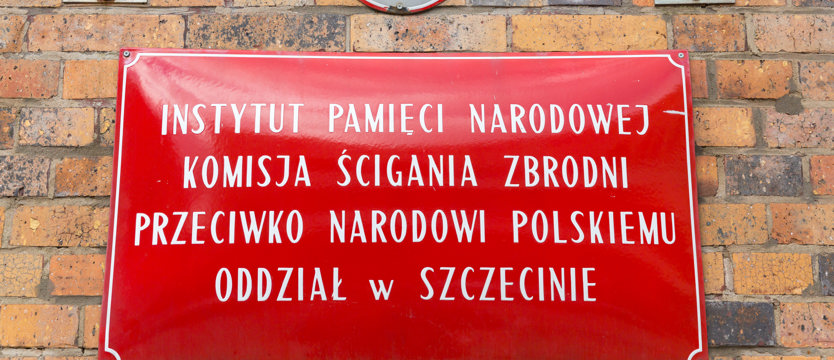 INSTYTUT PAMIĘCI NARODOWEJ
KOMISJA ŚCIGANIA ZBRODNI
PRZECIWKO NARODOWI POLSKIEMU
ODDZIAŁ w SZCZECINIE